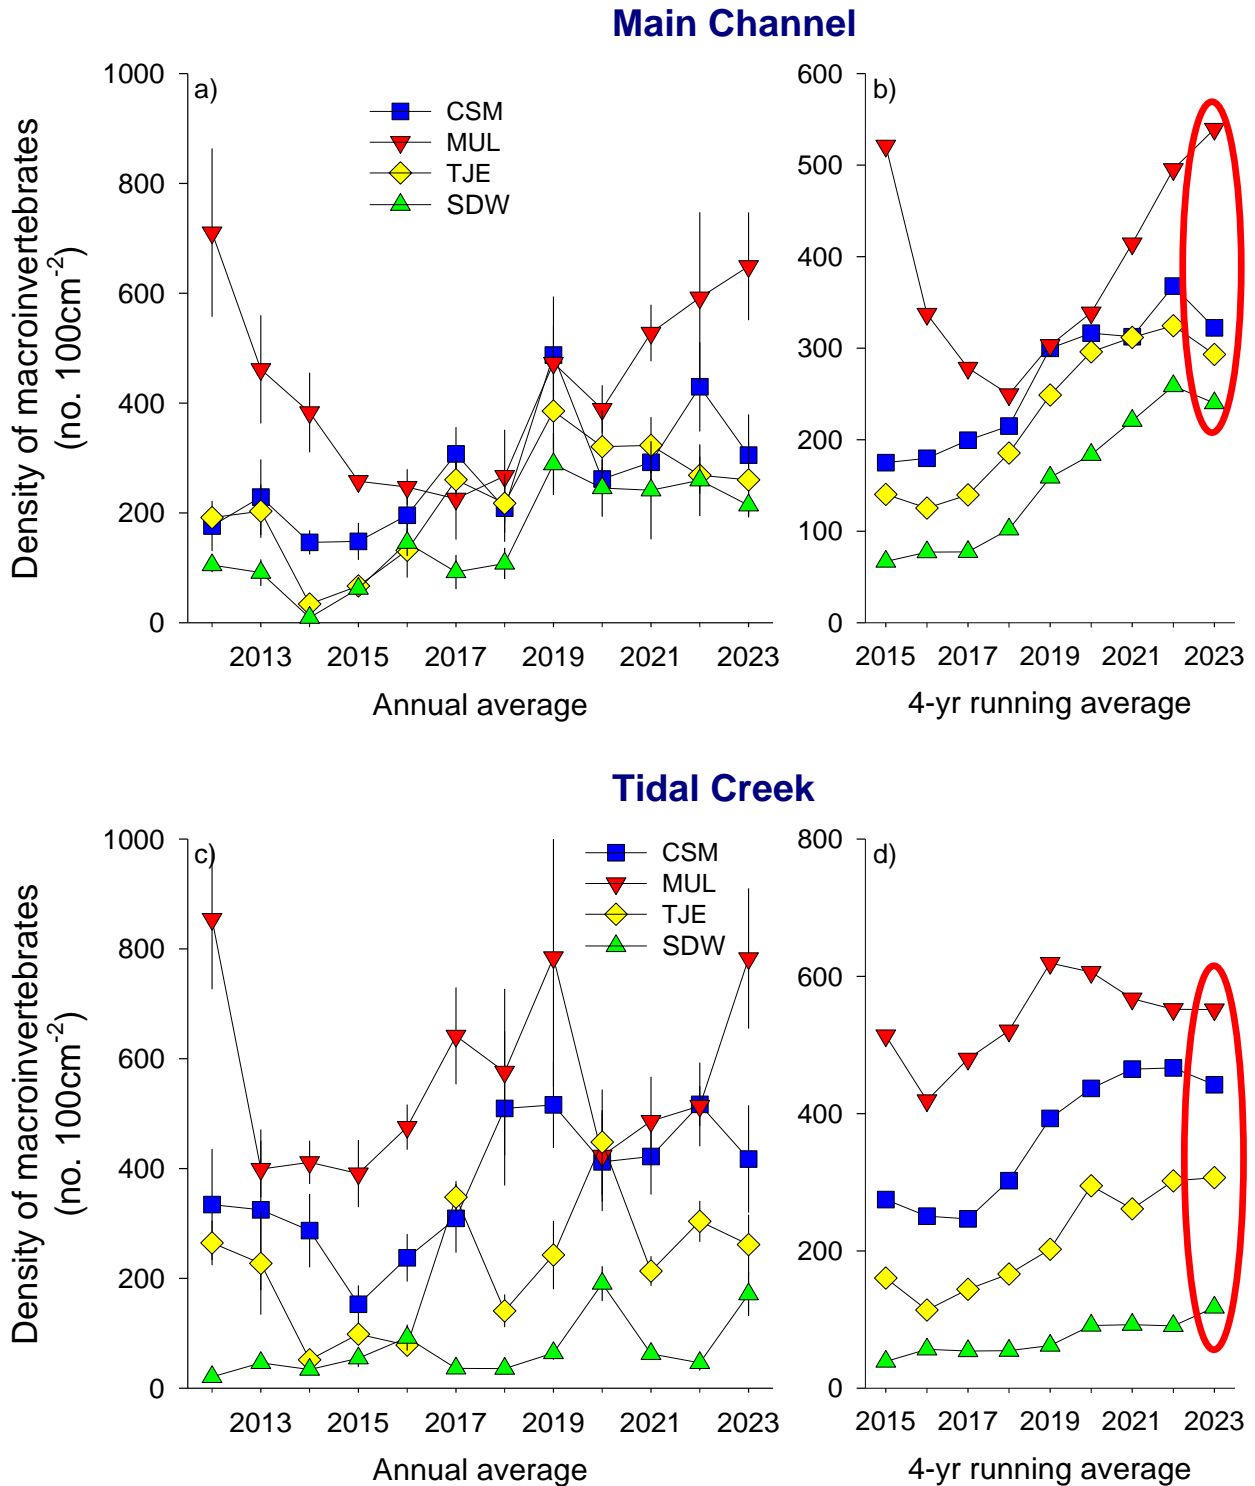 Main Channel
Density of macroinvertebrates
(no. 100cm-2)
a)
CSM
MUL
TJE
SDW
1000
800
600
400
200
0
2013 2015 2017 2019 2021 2023
Annual average
b)
600
500
400
300
200
100
0
2015 2017 2019 2021 2023
4-yr running average
Tidal Creek
Density of macroinvertebrates
(no. 100cm-2)
c)
CSM
MUL
TJE
SDW
1000
800
600
400
200
0
2013 2015 2017 2019 2021 2023
Annual average
d)
800
600
400
200
0
2015 2017 2019 2021 2023
4-yr running average